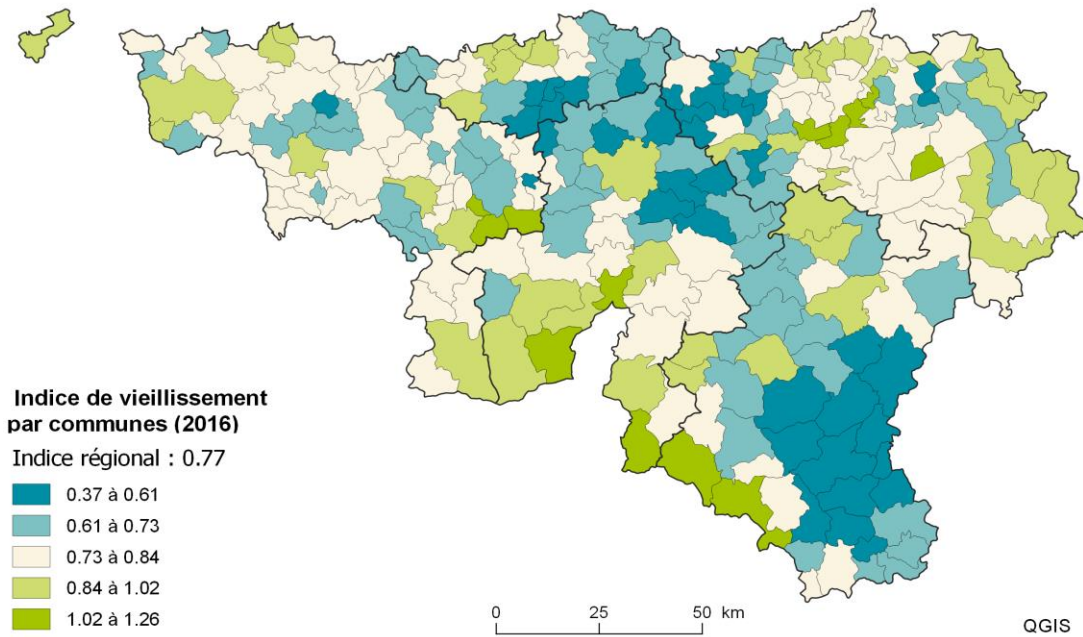 Indice de vieillissement
par communes (2016)
Indice régional : 0.77
0.37 à 0.61
0.61 à 0.73
0.73 à 0.84
0.84 à 1.02
1.02 à 1.26
0 25 50 km
QGIS